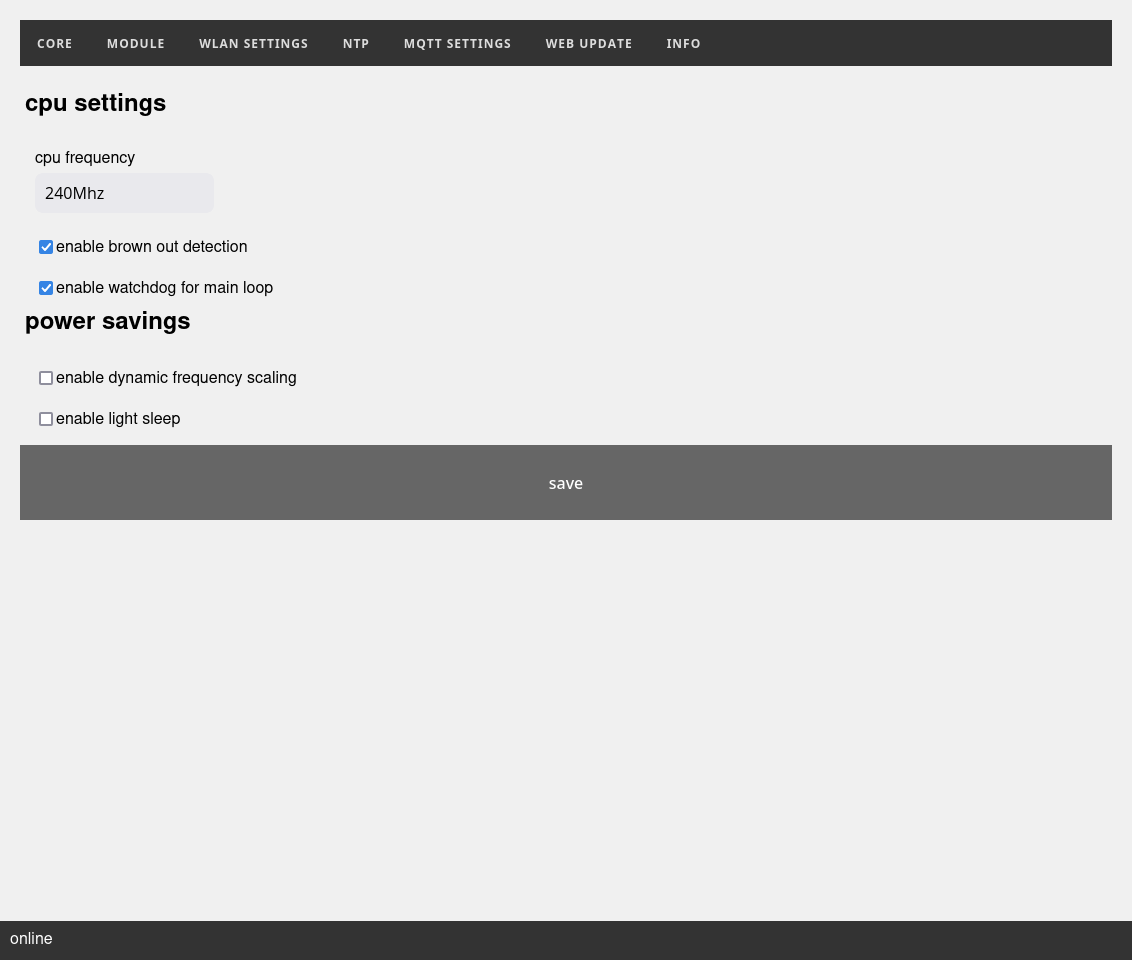 CORE MODULE WLAN SETTINGS NTP MQTT SETTINGS WEB UPDATE INFO
cpu settings
cpu frequency
240Mhz
enable brown out detection
enable watchdog for main loop
power savings
enable dynamic frequency scaling
enable light sleep
save
online